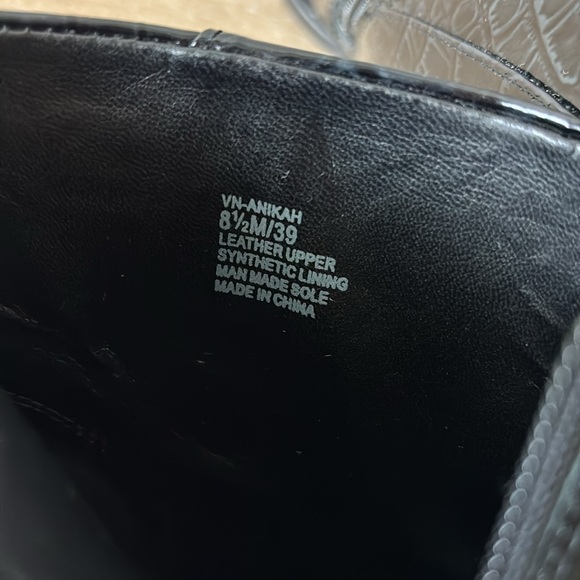 VN-ANIKAH
8½M/39
LEATHER UPPER
SYNTHETIC LINING
MAN MADE SOLE
MADE IN CHINA